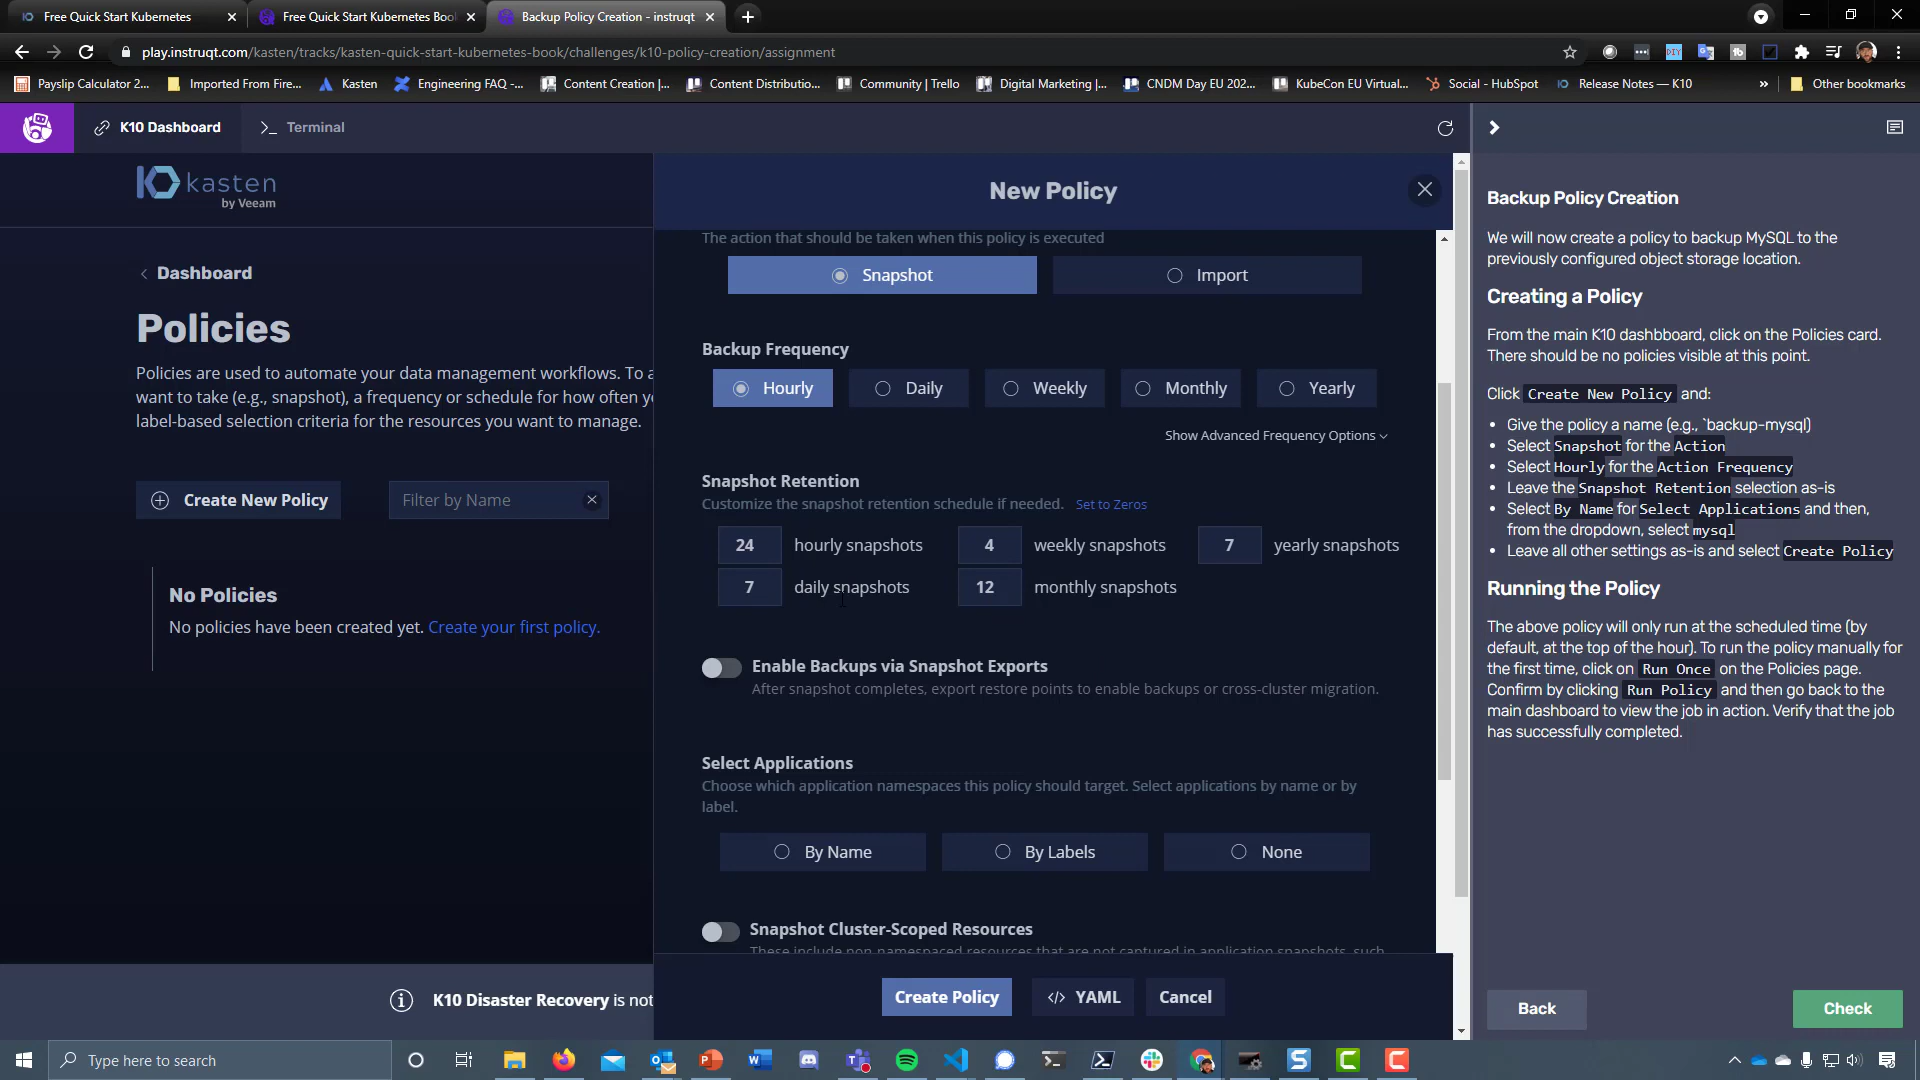 Free Quick Start Kubernetes
Free Quick Start Kubernetes Boo
Backup Policy Creation - instruqt
play.instruqt.com/kasten/tracks/kasten-quick-start-kubernetes-book/challenges/k10-policy-creation/assignment
Payslip Calculator 2...
Imported From Fire...
Kasten
Engineering FAQ -...
Content Creation |...
Content Distributio...
Community | Trello
Digital Marketing |...
CNDM Day EU 202...
KubeCon EU Virtual...
Social - HubSpot
Release Notes — K10
»
Other bookmarks
K10 Dashboard
Terminal
kasten
by Veeam
Dashboard
Policies
Policies are used to automate your data management workflows. To a
want to take (e.g., snapshot), a frequency or schedule for how often y
label-based selection criteria for the resources you want to manage.
Create New Policy
Filter by Name
No Policies
No policies have been created yet. Create your first policy.
K10 Disaster Recovery is not
New Policy
The action that should be taken when this policy is executed
Snapshot
Import
Backup Frequency
Hourly
Daily
Weekly
Monthly
Yearly
Show Advanced Frequency Options
Snapshot Retention
Customize the snapshot retention schedule if needed. Set to Zeros
24 hourly snapshots
4 weekly snapshots
7 yearly snapshots
7 daily snapshots
12 monthly snapshots
Enable Backups via Snapshot Exports
After snapshot completes, export restore points to enable backups or cross-cluster migration.
Select Applications
Choose which application namespaces this policy should target. Select applications by name or by
label.
By Name
By Labels
None
Snapshot Cluster-Scoped Resources
These include non-namespaced resources that are not captured in application snapshots, such
Create Policy
</> YAML
Cancel
Backup Policy Creation
We will now create a policy to backup MySQL to the
previously configured object storage location.
Creating a Policy
From the main K10 dashbboard, click on the Policies card.
There should be no policies visible at this point.
Click Create New Policy and:
• Give the policy a name (e.g., `backup-mysql)
• Select Snapshot for the Action
• Select Hourly for the Action Frequency
• Leave the Snapshot Retention selection as-is
• Select By Name for Select Applications and then,
from the dropdown, select mysql
• Leave all other settings as-is and select Create Policy
Running the Policy
The above policy will only run at the scheduled time (by
default, at the top of the hour). To run the policy manually for
the first time, click on Run Once on the Policies page.
Confirm by clicking Run Policy and then go back to the
main dashboard to view the job in action. Verify that the job
has successfully completed.
Back
Check
Type here to search